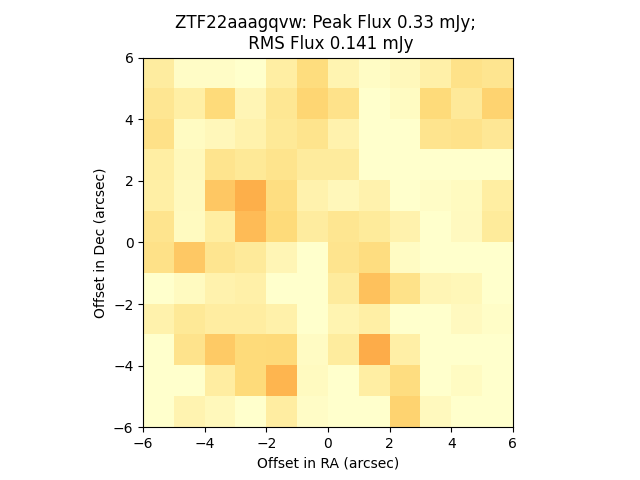 ZTF22aaagqvw: Peak Flux 0.33 mJy;
RMS Flux 0.141 mJy
6
4
2
0
−2
−4
−6
Offset in Dec (arcsec)
−6 −4 −2 0 2 4 6
Offset in RA (arcsec)